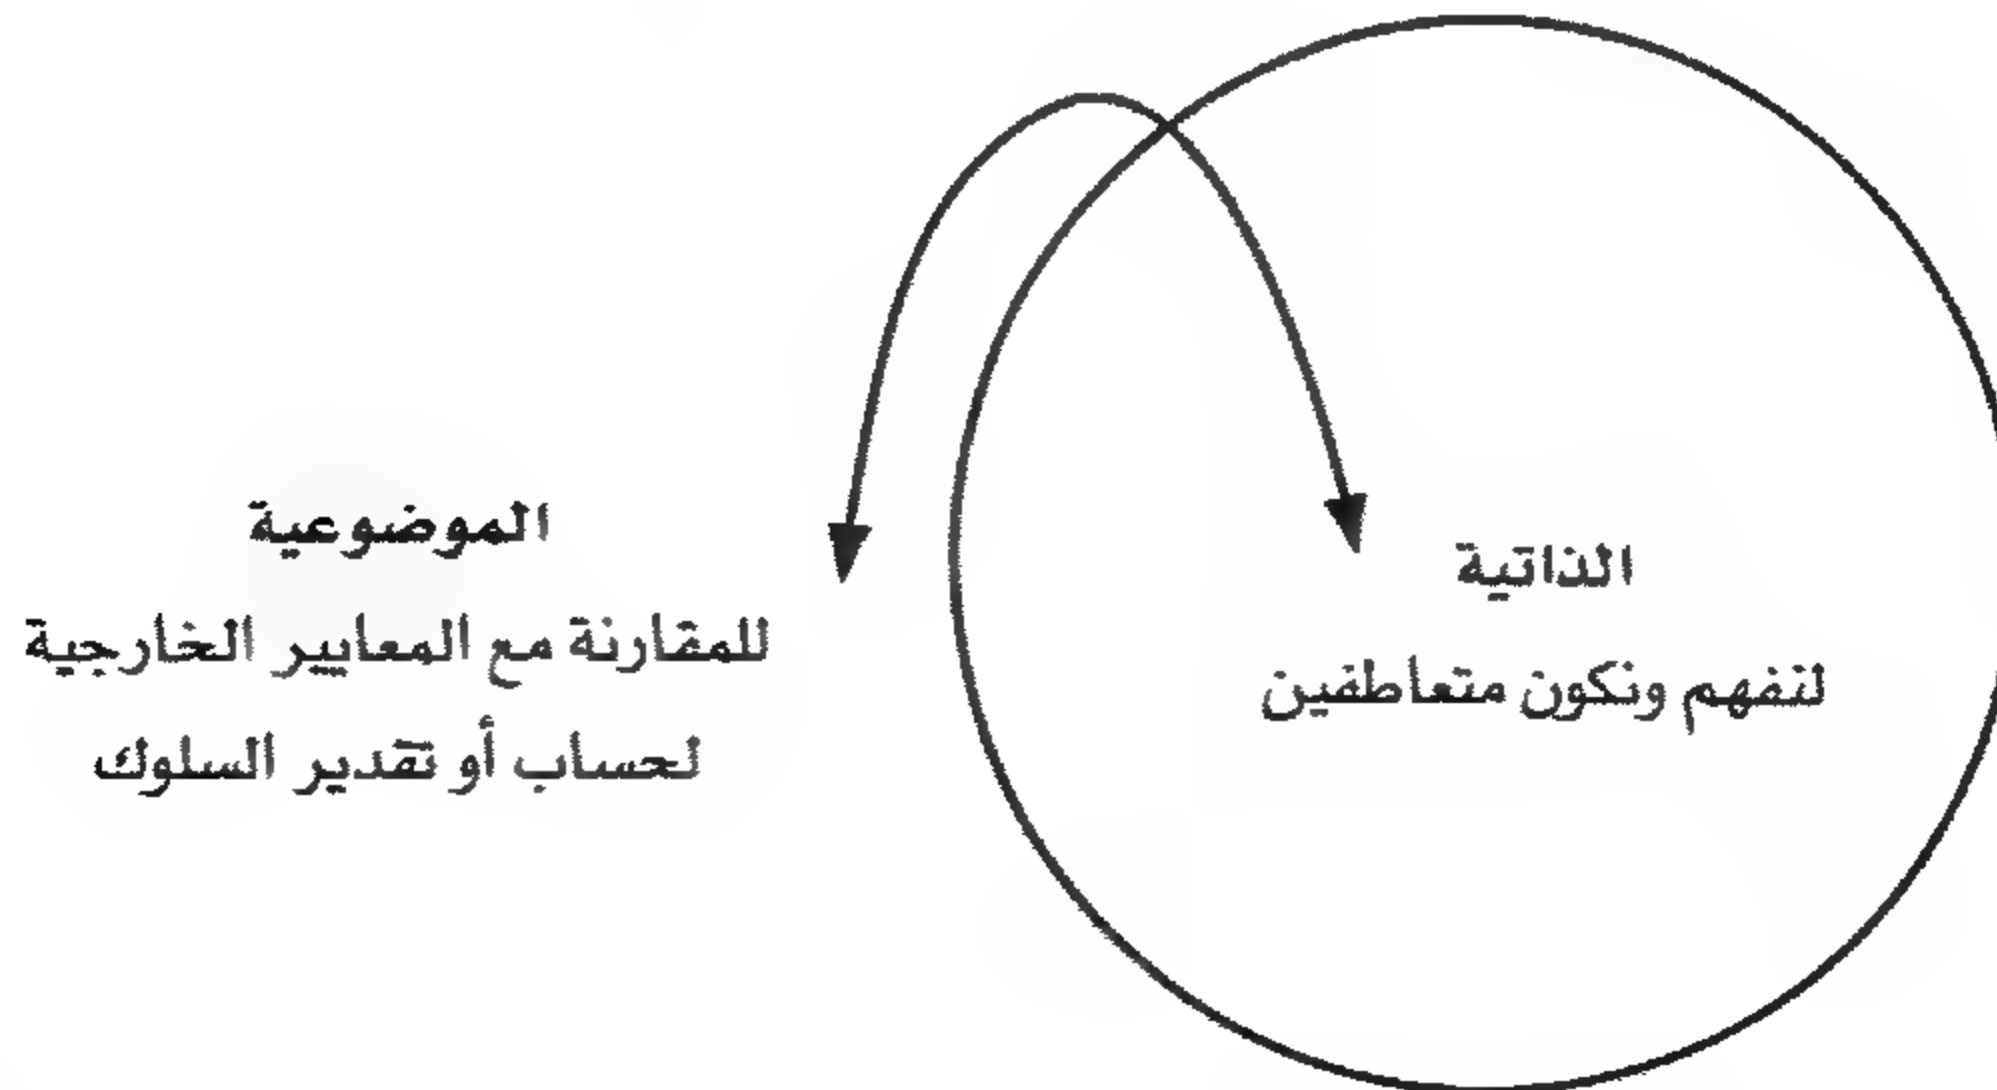 الذاتية
لنفهم ونكون متعاطفين
الموضوعية
للمقارنة مع المعايير الخارجية
لحساب أو تقدير السلوك